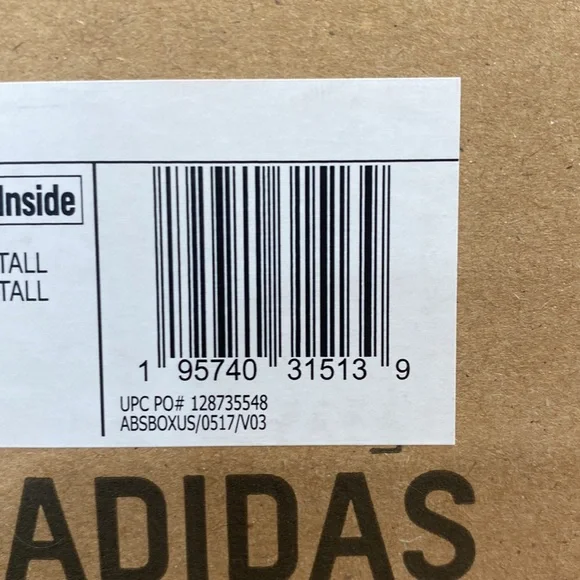 Inside
TALL
TALL
1 95740 31513 9
UPC PO# 128735548
ABSBOXUS/0517/V03
ADIDAS